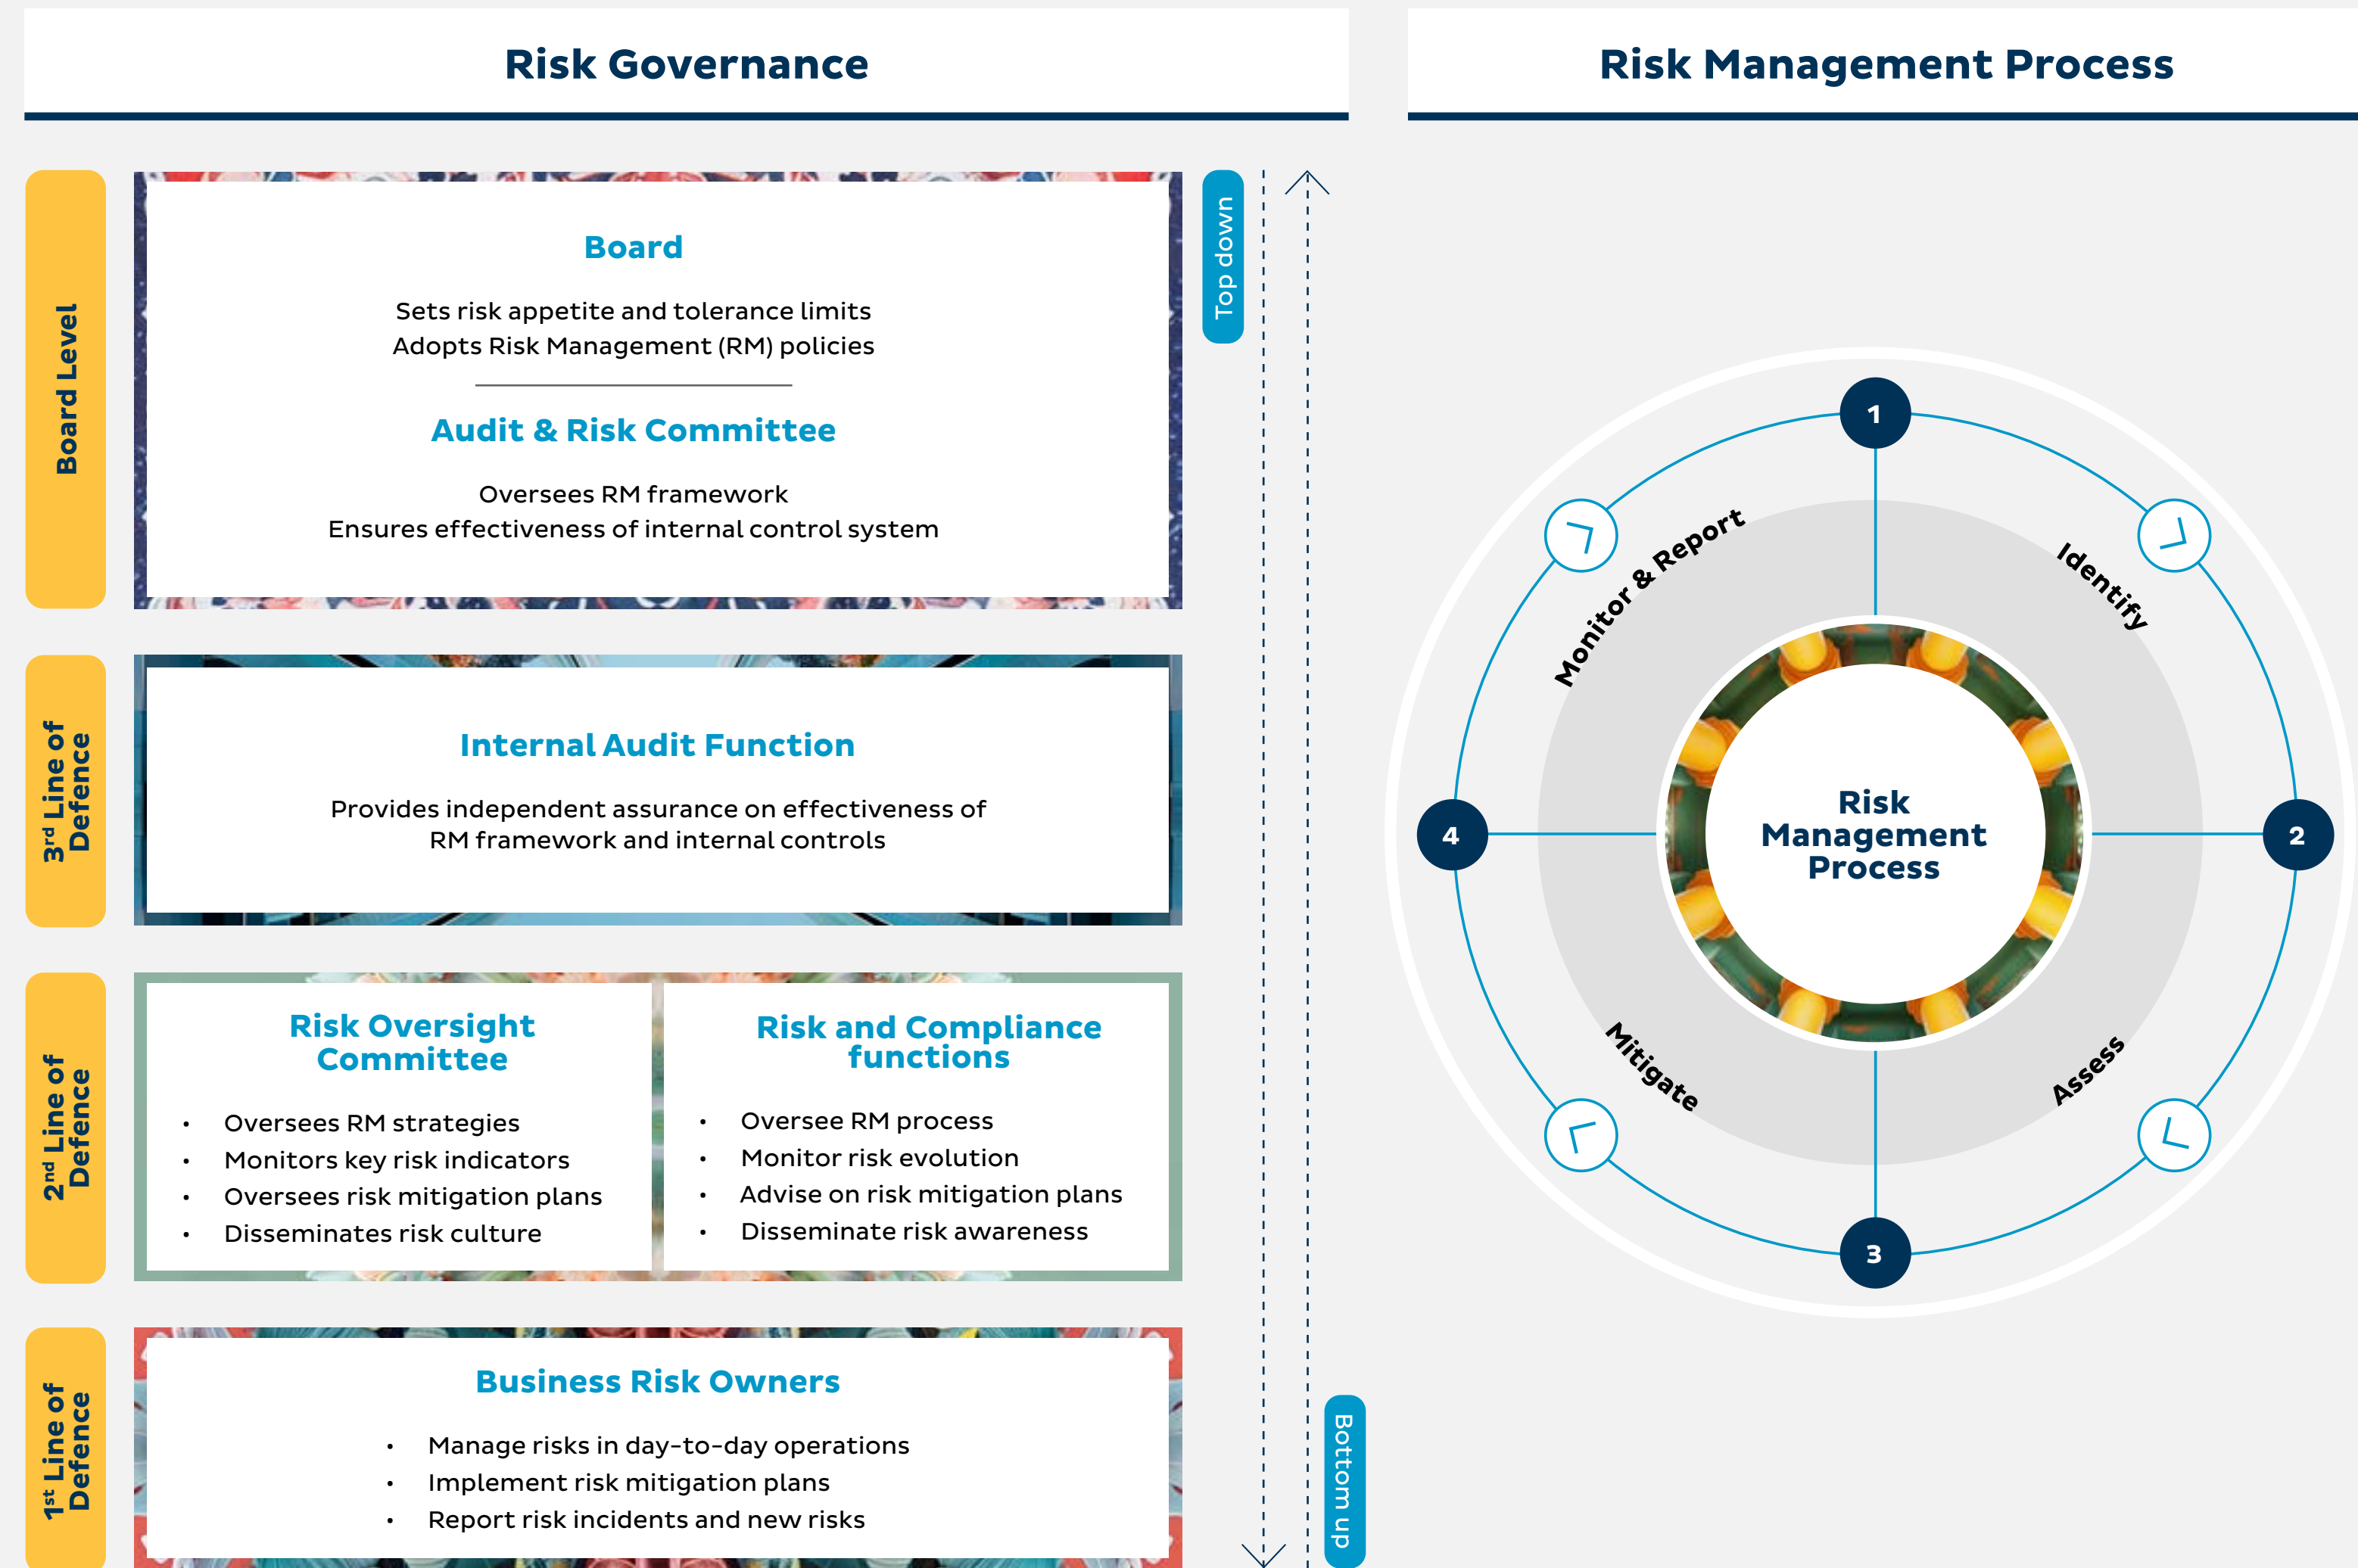 Risk Governance
Board Level
Board
Sets risk appetite and tolerance limits
Adopts Risk Management (RM) policies
Audit & Risk Committee
Oversees RM framework
Ensures effectiveness of internal control system
3rd Line of
Defence
Internal Audit Function
Provides independent assurance on effectiveness of
RM framework and internal controls
2nd Line of
Defence
Risk Oversight
Committee
• Oversees RM strategies
• Monitors key risk indicators
• Oversees risk mitigation plans
• Disseminates risk culture
Risk and Compliance
functions
• Oversee RM process
• Monitor risk evolution
• Advise on risk mitigation plans
• Disseminate risk awareness
1st Line of
Defence
Business Risk Owners
• Manage risks in day-to-day operations
• Implement risk mitigation plans
• Report risk incidents and new risks
Top down
Bottom up
Risk Management Process
1
Identify
2
Assess
3
Mitigate
4
Monitor & Report
Risk
Management
Process